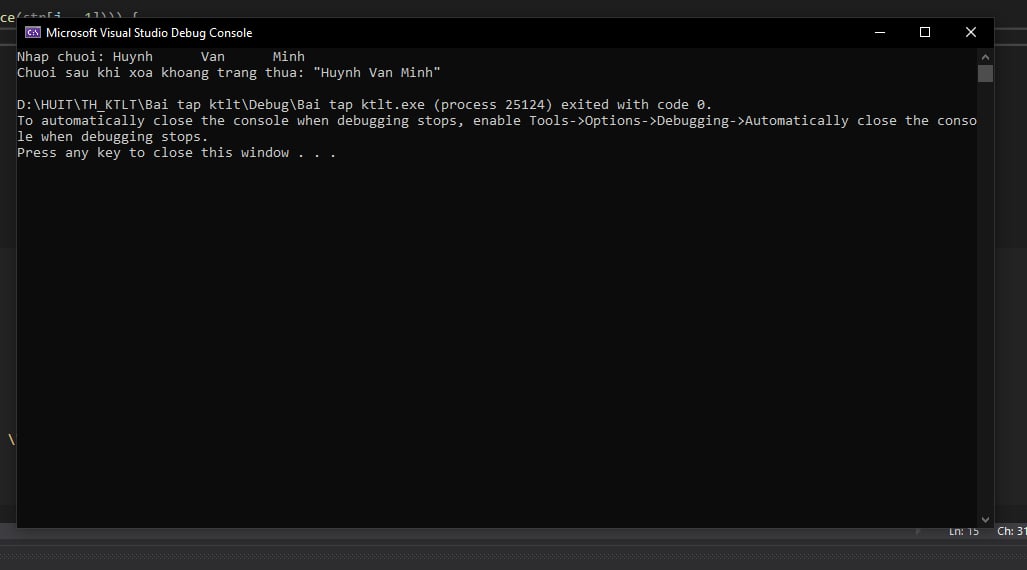 ce(str[i - 1]))) {
Microsoft Visual Studio Debug Console
Nhap chuoi: Huynh      Van      Minh
Chuoi sau khi xoa khoang trang thua: "Huynh Van Minh"
D:\HUIT\TH_KTLT\Bai tap ktlt\Debug\Bai tap ktlt.exe (process 25124) exited with code 0.
To automatically close the console when debugging stops, enable Tools->Options->Debugging->Automatically close the conso
le when debugging stops.
Press any key to close this window . . .
\
Ln: 15 Ch: 31